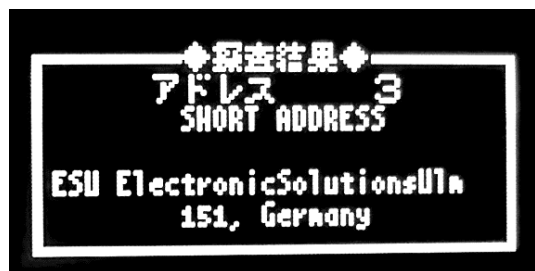 ◆探査結果◆
アドレス 3
SHORT ADDRESS
ESU ElectronicSolutionsUlm
151, Germany